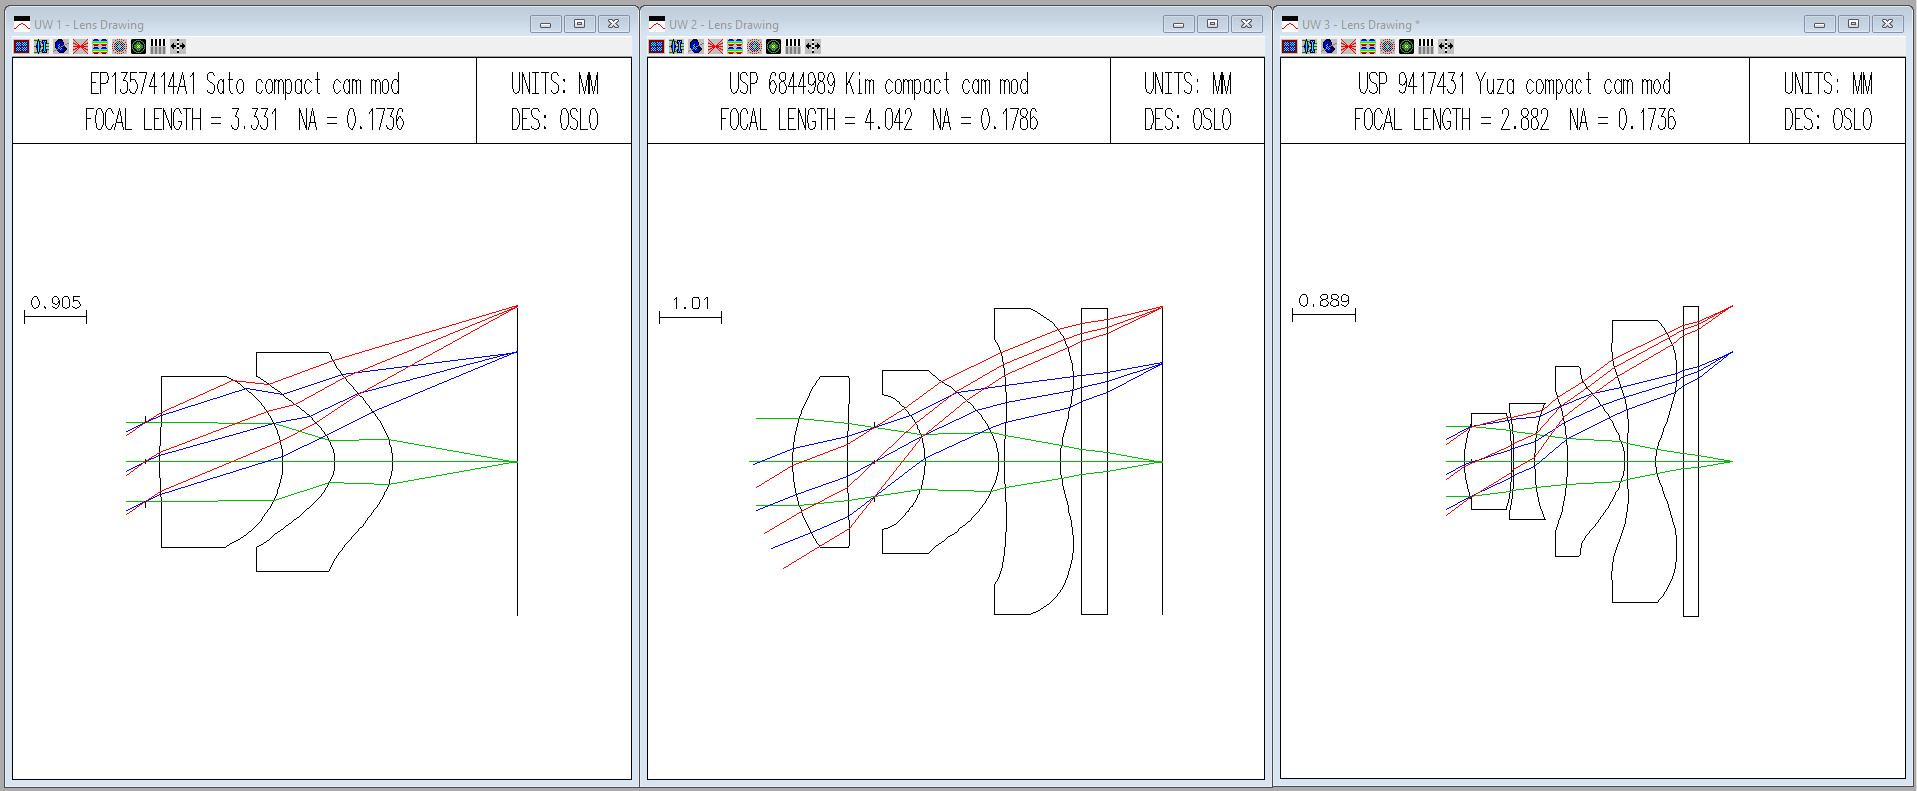 UW 1 - Lens Drawing
EP1357414A1 Sato compact cam mod
FOCAL LENGTH = 3.331 NA = 0.1736
UNITS: MM
DES: OSLO
0.905
UW 2 - Lens Drawing
USP 6844989 Kim compact cam mod
FOCAL LENGTH = 4.042 NA = 0.1786
UNITS: MM
DES: OSLO
1.01
UW 3 - Lens Drawing *
USP 9417431 Yuza compact cam mod
FOCAL LENGTH = 2.882 NA = 0.1736
UNITS: MM
DES: OSLO
0.889